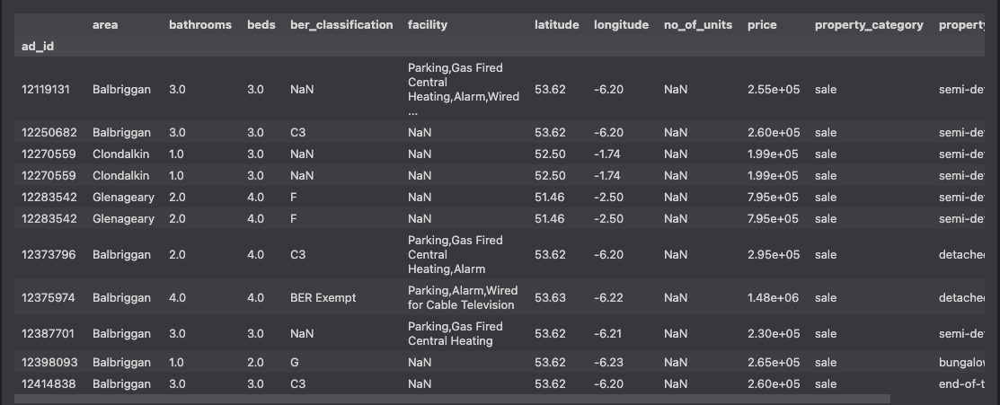 area bathrooms beds ber_classification facility latitude longitude no_of_units price property_category property
ad_id
12119131 Balbriggan 3.0 3.0 NaN Parking,Gas Fired Central Heating,Alarm,Wired ... 53.62 -6.20 NaN 2.55e+05 sale semi-de
12250682 Balbriggan 3.0 3.0 C3 NaN 53.62 -6.20 NaN 2.60e+05 sale semi-de
12270559 Clondalkin 1.0 3.0 NaN NaN 52.50 -1.74 NaN 1.99e+05 sale semi-de
12270559 Clondalkin 1.0 3.0 NaN NaN 52.50 -1.74 NaN 1.99e+05 sale semi-de
12283542 Glenageary 2.0 4.0 F NaN 51.46 -2.50 NaN 7.95e+05 sale semi-de
12283542 Glenageary 2.0 4.0 F NaN 51.46 -2.50 NaN 7.95e+05 sale semi-de
12373796 Balbriggan 2.0 4.0 C3 Parking,Gas Fired Central Heating,Alarm 53.62 -6.20 NaN 2.95e+05 sale detache
12375974 Balbriggan 4.0 4.0 BER Exempt Parking,Alarm,Wired for Cable Television 53.63 -6.22 NaN 1.48e+06 sale detache
12387701 Balbriggan 3.0 3.0 NaN Parking,Gas Fired Central Heating 53.62 -6.21 NaN 2.30e+05 sale semi-de
12398093 Balbriggan 1.0 2.0 G NaN 53.62 -6.23 NaN 2.65e+05 sale bungalo
12414838 Balbriggan 3.0 3.0 C3 NaN 53.62 -6.20 NaN 2.60e+05 sale end-of-t